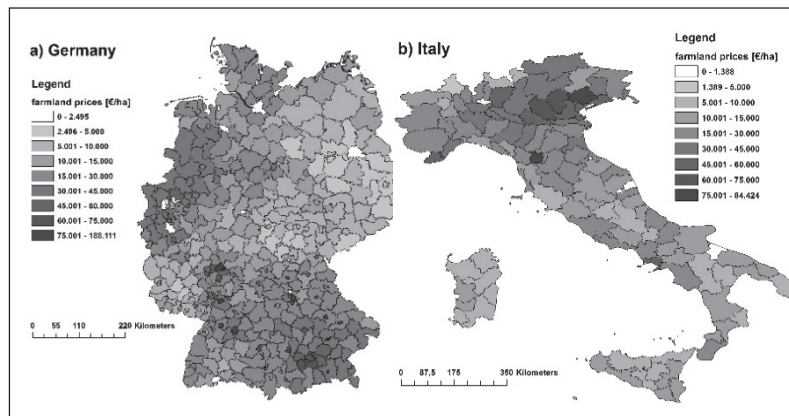 a) Germany
Legend
farmland prices [€/ha]
0 - 2.495
2.496 - 5.000
5.001 - 10.000
10.001 - 15.000
15.001 - 30.000
30.001 - 45.000
45.001 - 60.000
60.001 - 75.000
75.001 - 188.111
0 55 110 220 Kilometers
b) Italy
Legend
farmland prices [€/ha]
0 - 1.388
1.389 - 5.000
5.001 - 10.000
10.001 - 15.000
15.001 - 30.000
30.001 - 45.000
45.001 - 60.000
60.001 - 75.000
75.001 - 84.424
0 87,5 175 350 Kilometers